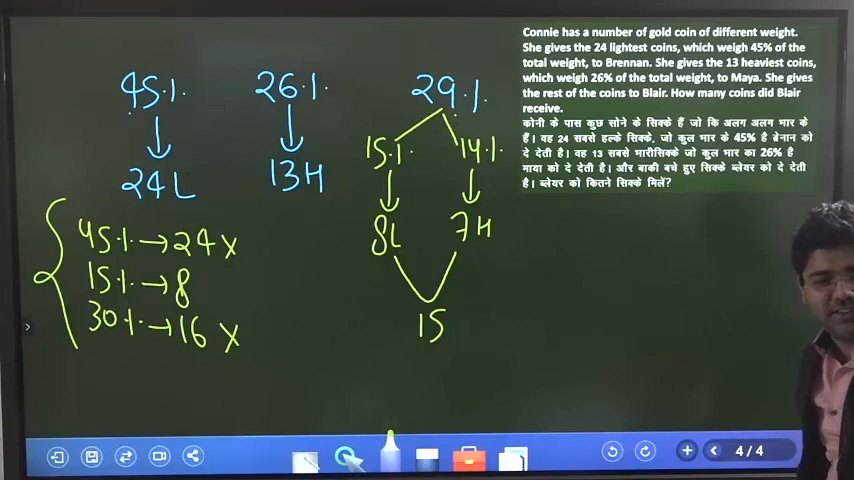 Connie has a number of gold coin of different weight.
She gives the 24 lightest coins, which weigh 45% of the
total weight, to Brennan. She gives the 13 heaviest coins,
which weigh 26% of the total weight, to Maya. She gives
the rest of the coins to Blair. How many coins did Blair
receive.
कोनी के पास कुछ सोने के सिक्के हैं जो कि अलग अलग भार के
हैं। वह 24 सबसे हल्के सिक्के, जो कुल भार के 45% है ब्रेनान को
दे देती है। वह 13 सबसे भारीसिक्के जो कुल भार का 26% है
माया को दे देती है। और बाकी बचे हुए सिक्के ब्लेयर को दे देती
है। ब्लेयर को कितने सिक्के मिलें?
45% 26% 29%
15% 14%
24L 13H
8L 7H
45% → 24 x
15% → 8
30% → 16 x
15
4 / 4